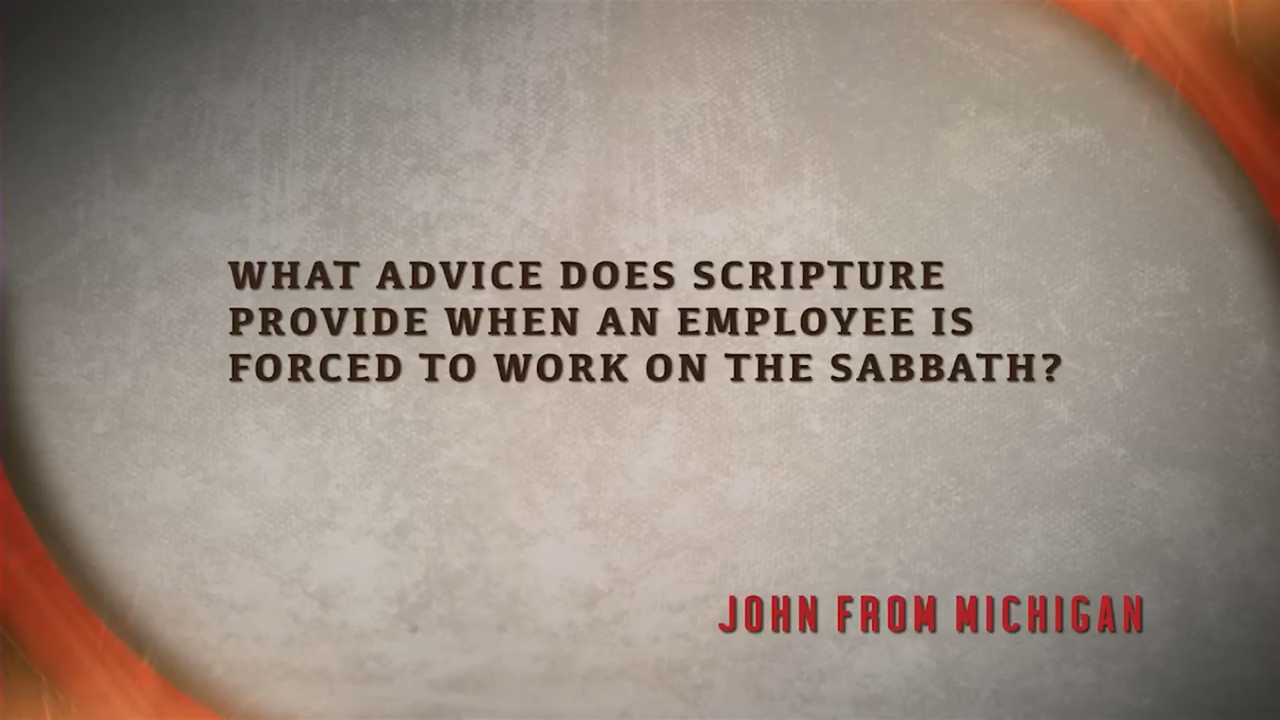 WHAT ADVICE DOES SCRIPTURE
PROVIDE WHEN AN EMPLOYEE IS
FORCED TO WORK ON THE SABBATH?
JOHN FROM MICHIGAN